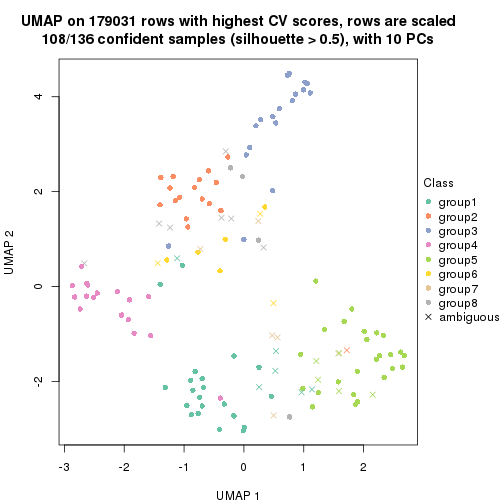 UMAP on 179031 rows with highest CV scores, rows are scaled
108/136 confident samples (silhouette > 0.5), with 10 PCs
4
2
0
-2
UMAP 2
-3
-2
-1
0
1
2
UMAP 1
Class
group1
group2
group3
group4
group5
group6
group7
group8
ambiguous